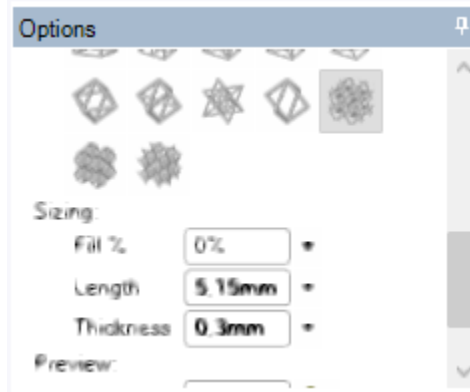 Options
Sizing:
Fill % 0%
Length 5.15mm
Thickness 0.3mm
Preview: